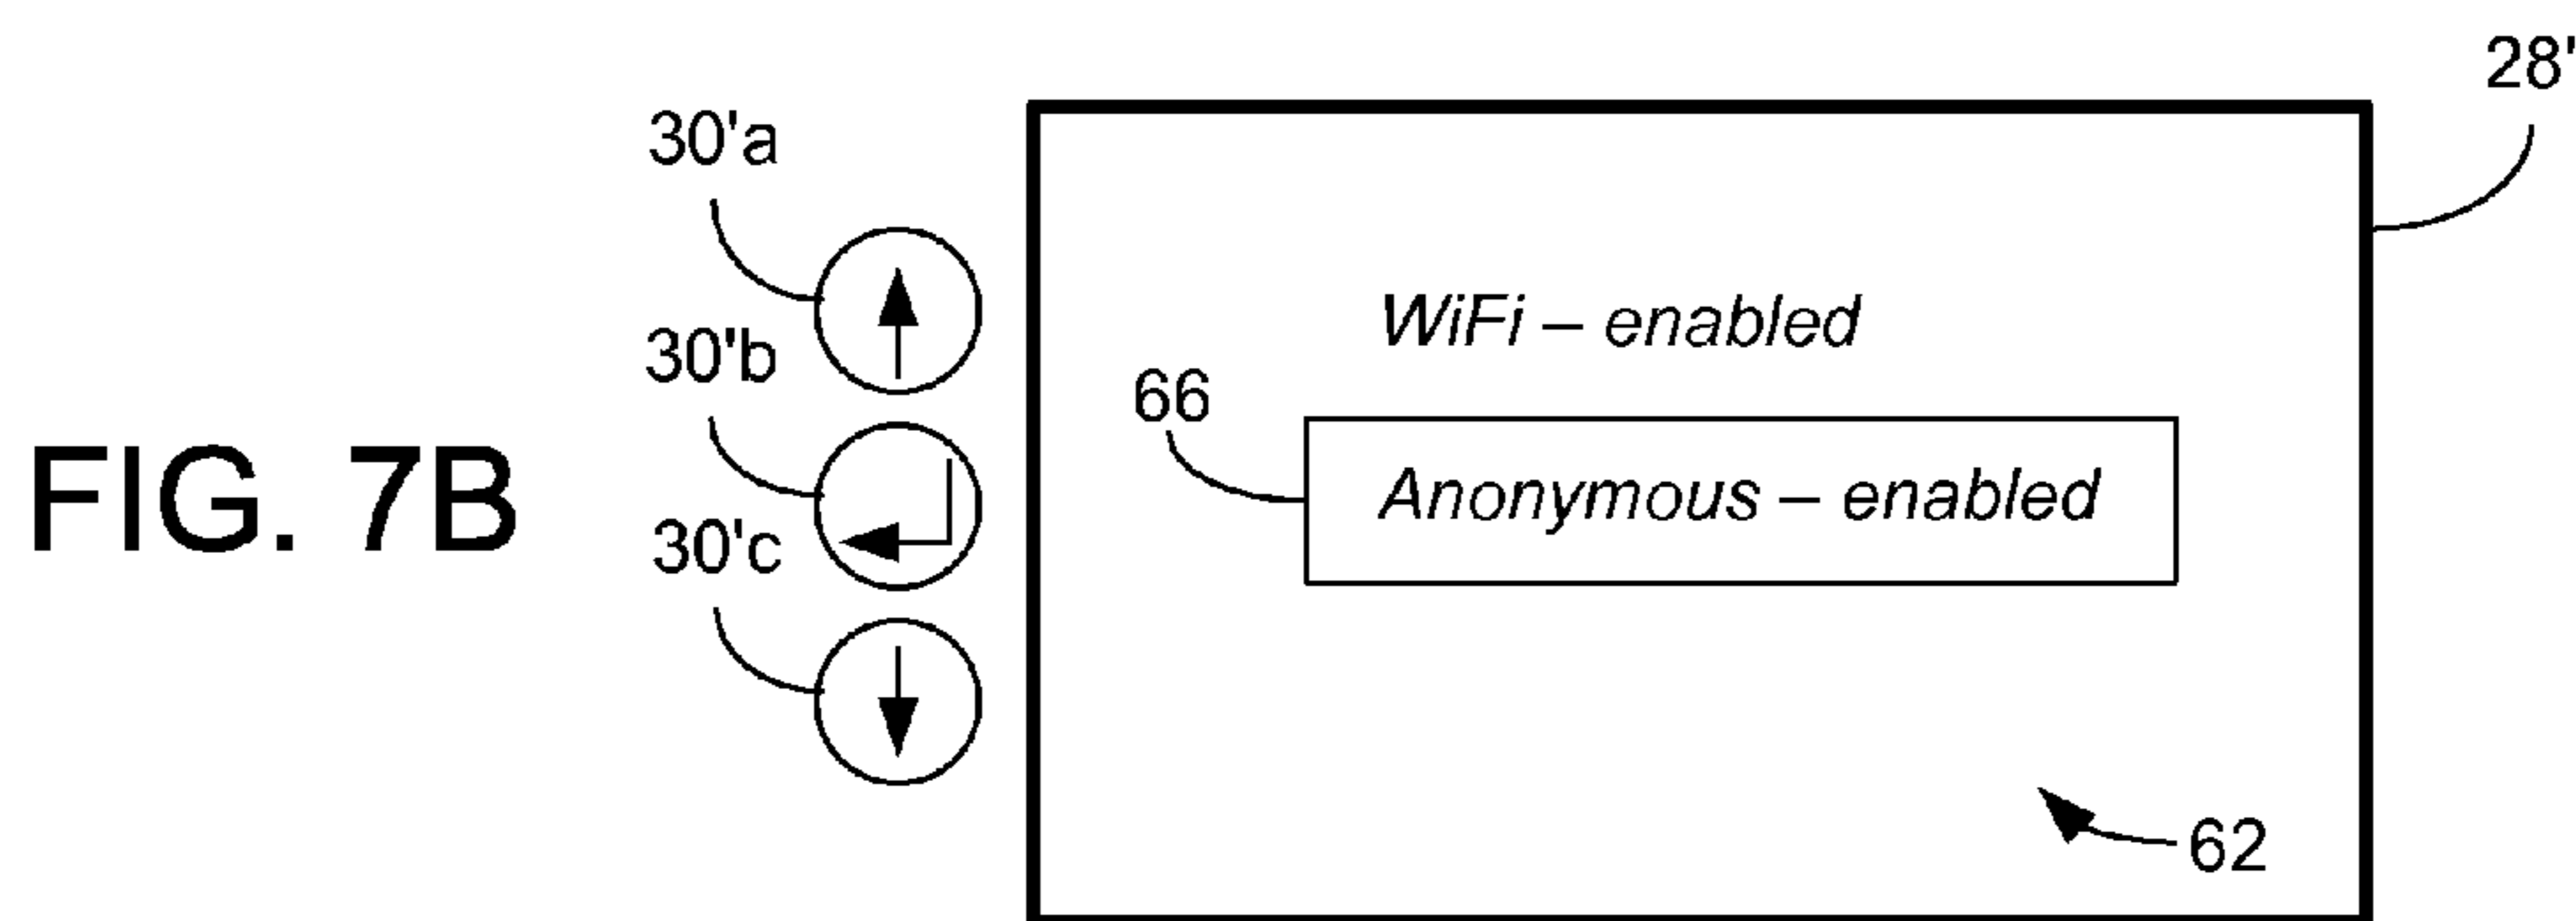 28'
30'a
WiFi – enabled
30'b
66
FIG. 7B
Anonymous – enabled
30'c
62